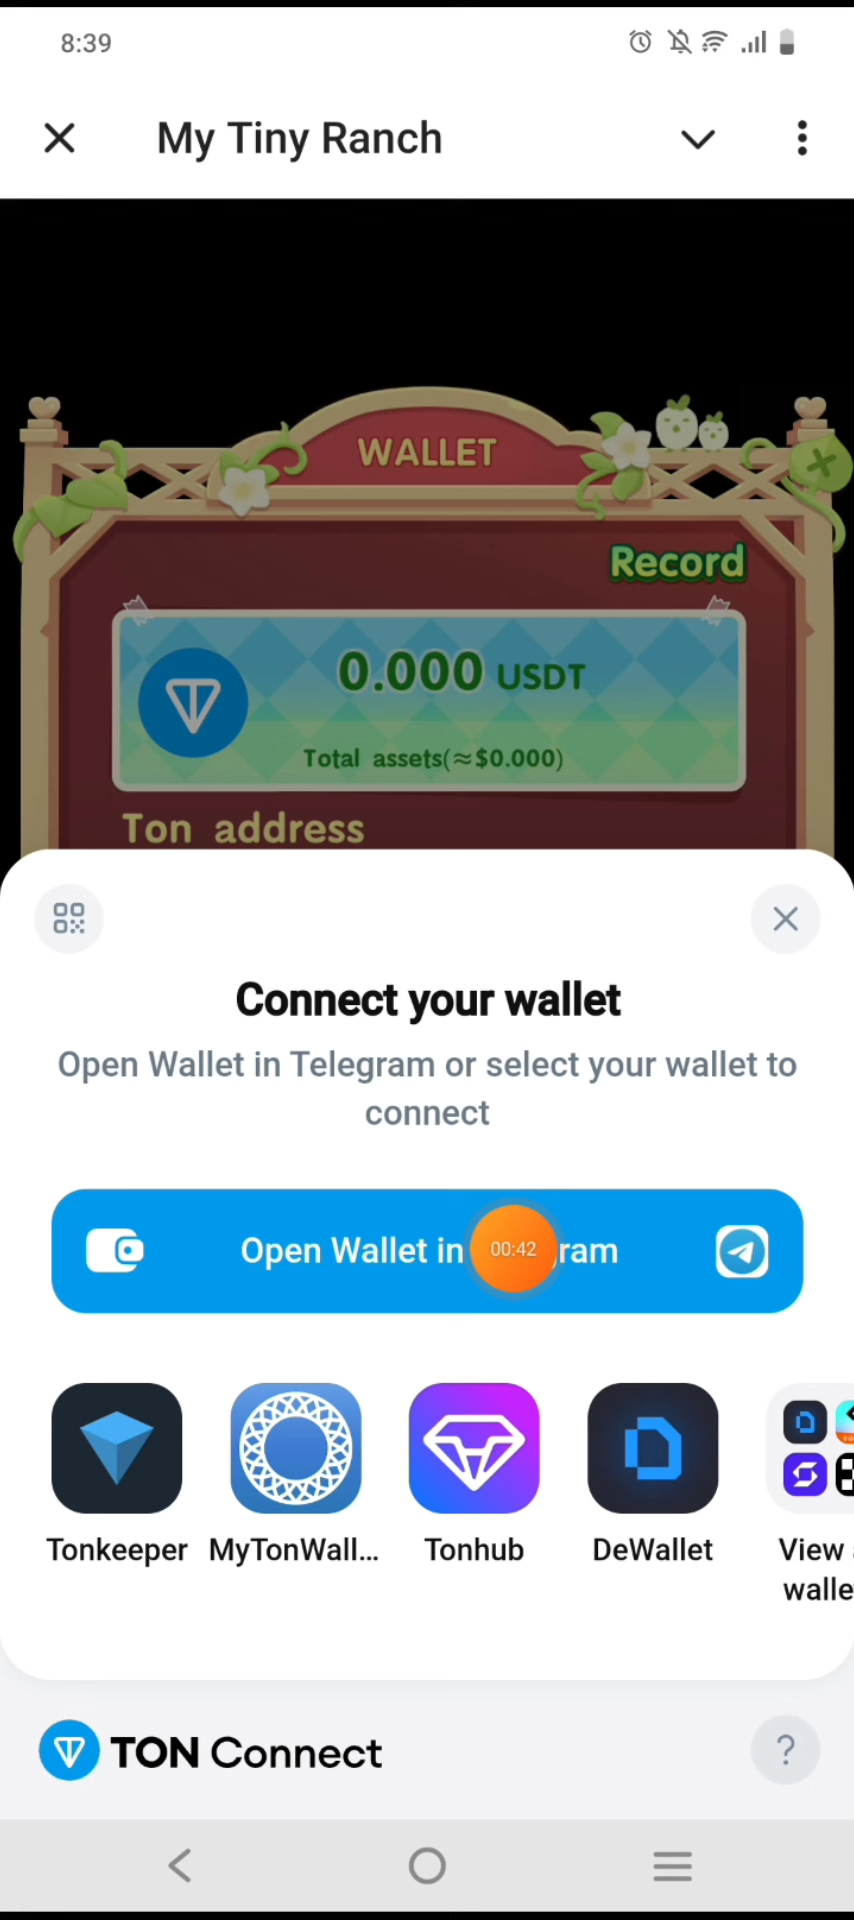 8:39
My Tiny Ranch
WALLET
Record
0.000 USDT
Total assets(≈$0.000)
Ton address
Connect your wallet
Open Wallet in Telegram or select your wallet to
connect
Open Wallet in ram
00:42
Tonkeeper MyTonWall... Tonhub DeWallet View
walle
TON Connect
?